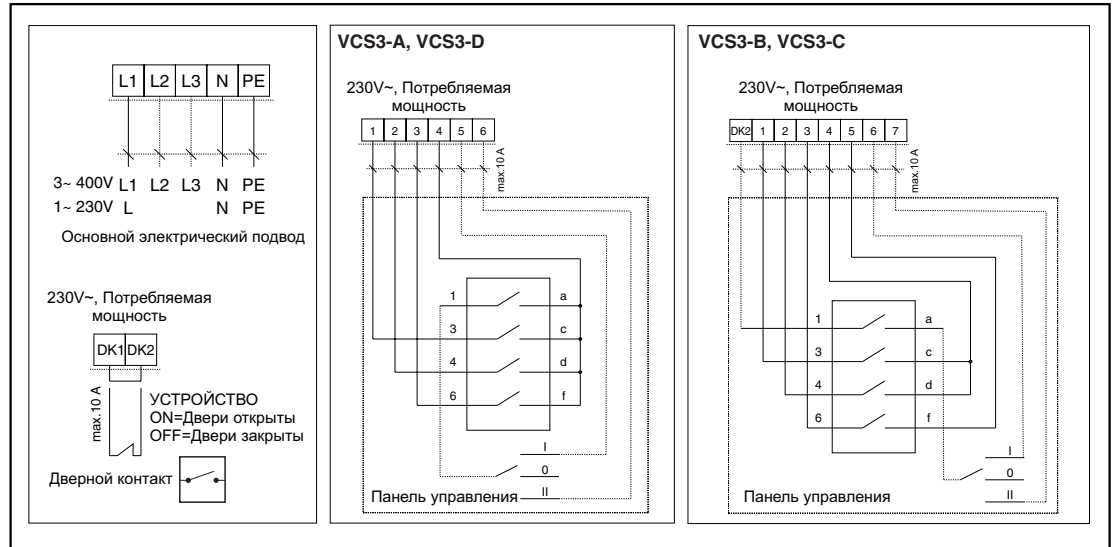 L1 L2 L3 N PE
3~ 400V L1 L2 L3 N PE
1~ 230V L N PE
Основной электрический подвод
230V~, Потребляемая
мощность
DK1 DK2
max.10 A
УСТРОЙСТВО
ON=Двери открыты
OFF=Двери закрыты
Дверной контакт
VCS3-A, VCS3-D
230V~, Потребляемая
мощность
1 2 3 4 5 6
max.10 A
1 a
3 c
4 d
6 f
I
0
II
Панель управления
VCS3-B, VCS3-C
230V~, Потребляемая
мощность
DK2 1 2 3 4 5 6 7
max.10 A
1 a
3 c
4 d
6 f
I
0
II
Панель управления